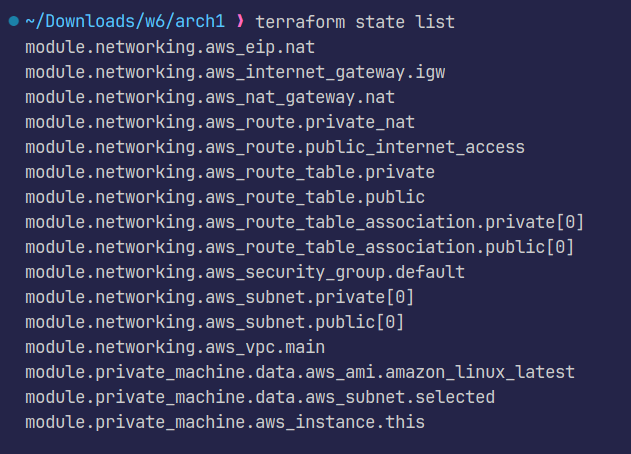 ~/Downloads/w6/arch1 ❯ terraform state list
module.networking.aws_eip.nat
module.networking.aws_internet_gateway.igw
module.networking.aws_nat_gateway.nat
module.networking.aws_route.private_nat
module.networking.aws_route.public_internet_access
module.networking.aws_route_table.private
module.networking.aws_route_table.public
module.networking.aws_route_table_association.private[0]
module.networking.aws_route_table_association.public[0]
module.networking.aws_security_group.default
module.networking.aws_subnet.private[0]
module.networking.aws_subnet.public[0]
module.networking.aws_vpc.main
module.private_machine.data.aws_ami.amazon_linux_latest
module.private_machine.data.aws_subnet.selected
module.private_machine.aws_instance.this